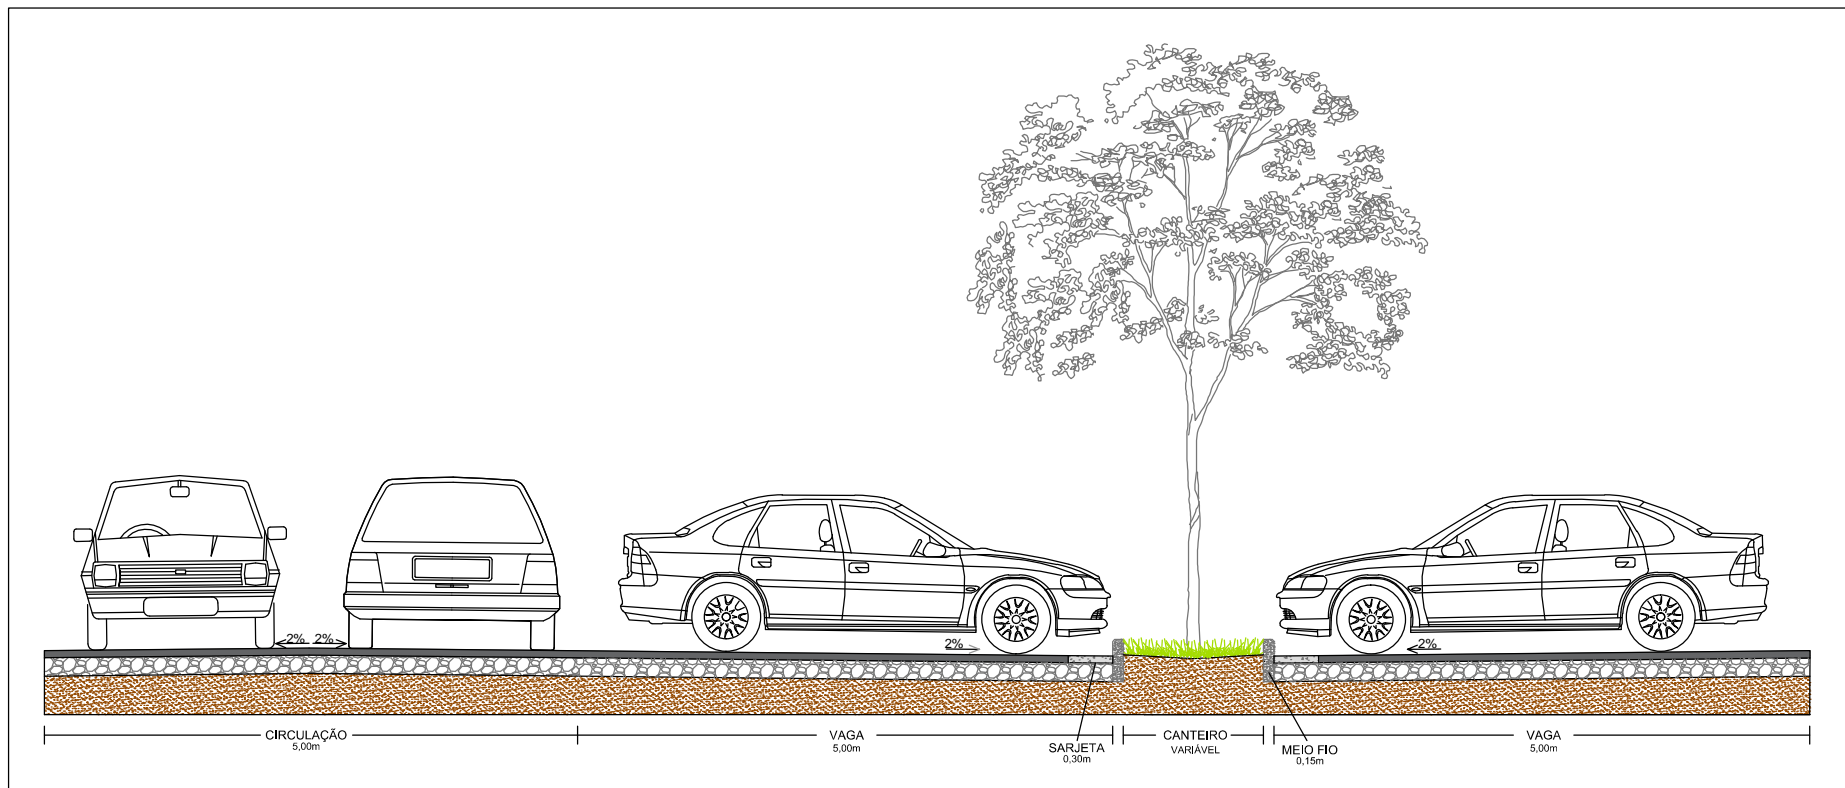 2% 2%
2%
2%
CIRCULAÇÃO
5,00m
VAGA
5,00m
SARJETA
0,30m
CANTEIRO
VARIÁVEL
MEIO FIO
0,15m
VAGA
5,00m